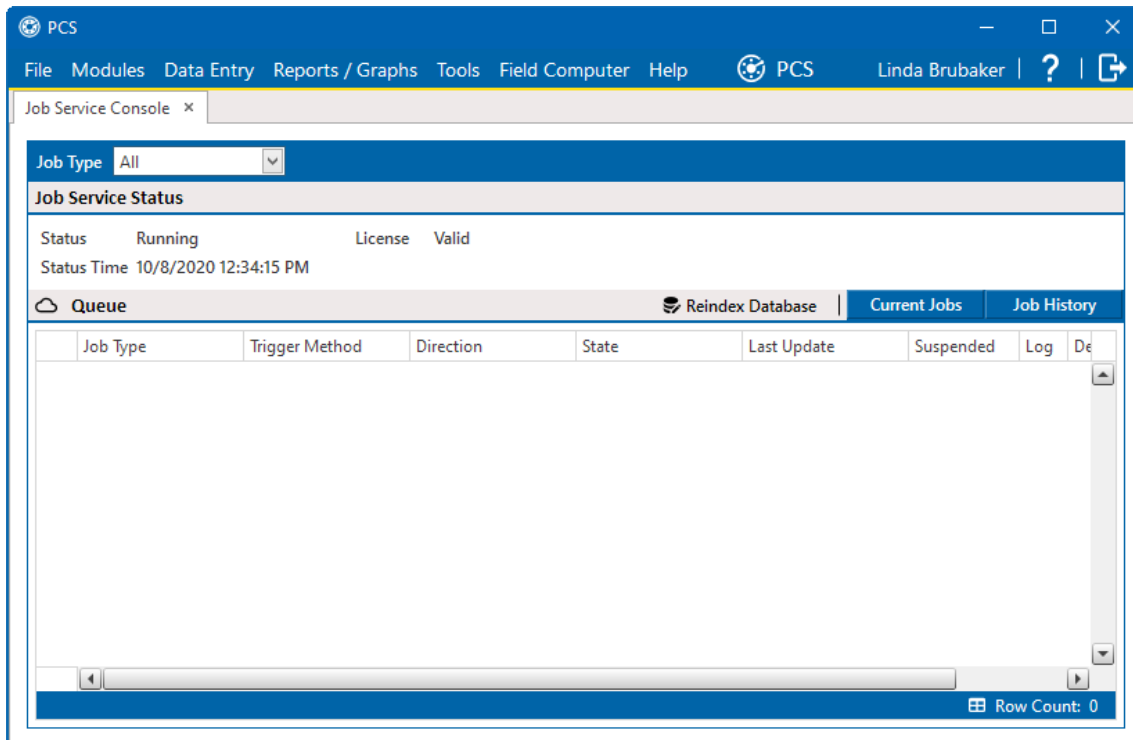 PCS
File Modules Data Entry Reports / Graphs Tools Field Computer Help PCS Linda Brubaker | ? |
Job Service Console ×
Job Type All
Job Service Status
Status Running License Valid
Status Time 10/8/2020 12:34:15 PM
Queue Reindex Database | Current Jobs Job History
Job Type Trigger Method Direction State Last Update Suspended Log De
Row Count: 0